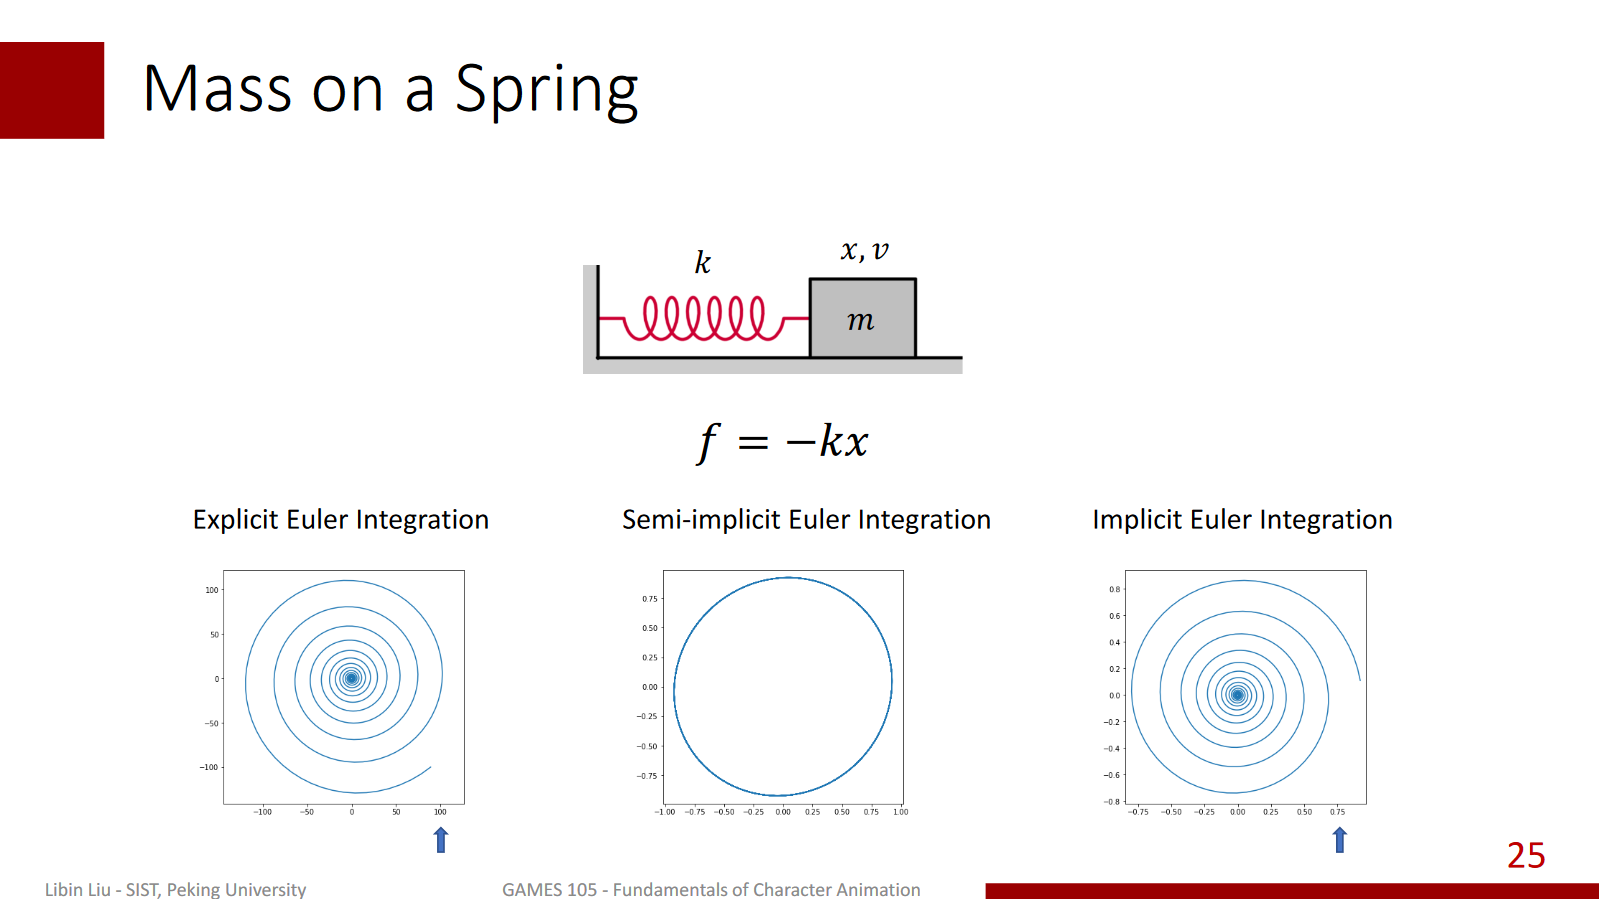 Mass on a Spring
k
x, v
m
f = −kx
Explicit Euler Integration
Semi-implicit Euler Integration
Implicit Euler Integration
100
50
0
−50
−100
−100 −50 0 50 100
0.75
0.50
0.25
0.00
−0.25
−0.50
−0.75
−1.00 −0.75 −0.50 −0.25 0.00 0.25 0.50 0.75 1.00
0.8
0.6
0.4
0.2
0.0
−0.2
−0.4
−0.6
−0.8
−0.75 −0.50 −0.25 0.00 0.25 0.50 0.75
25
Libin Liu - SIST, Peking University
GAMES 105 - Fundamentals of Character Animation